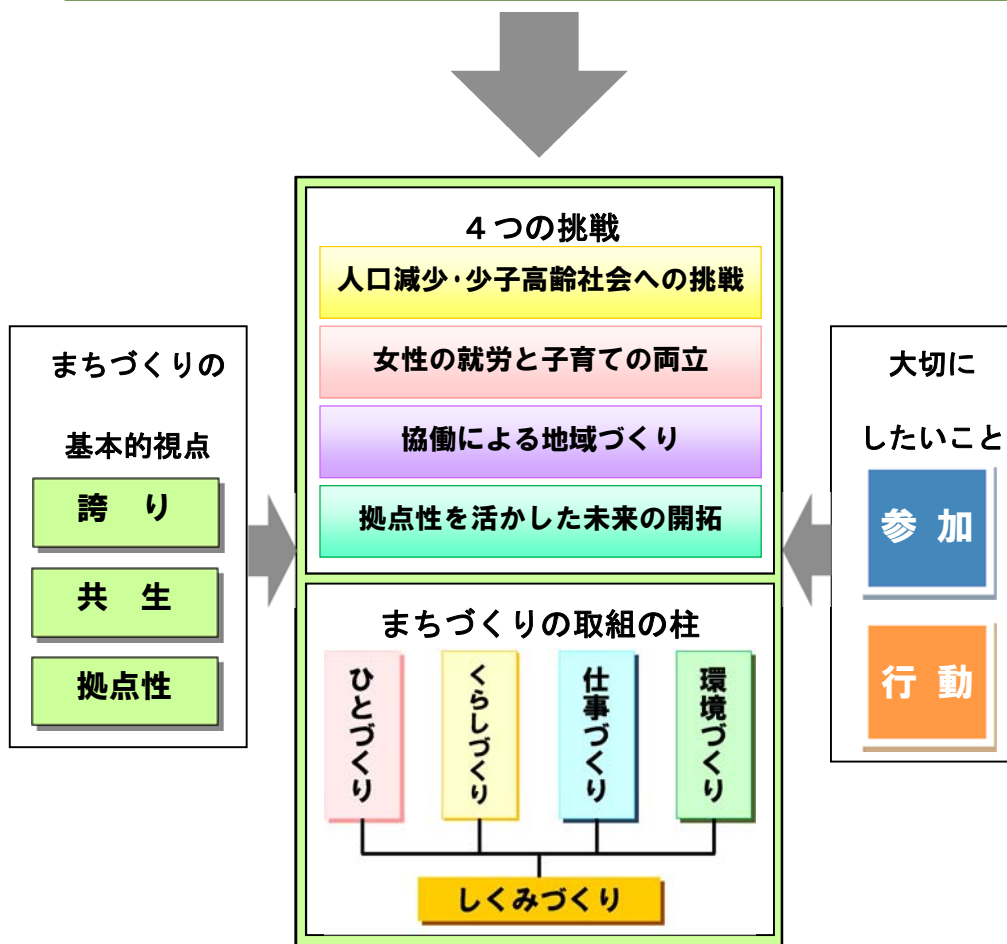 ４つの挑戦
人口減少・少子高齢社会への挑戦
女性の就労と子育ての両立
協働による地域づくり
拠点性を活かした未来の開拓
まちづくりの
基本的視点
誇 り
共 生
拠点性
大切に
したいこと
参 加
行 動
まちづくりの取組の柱
ひとづくり
くらしづくり
仕事づくり
環境づくり
しくみづくり